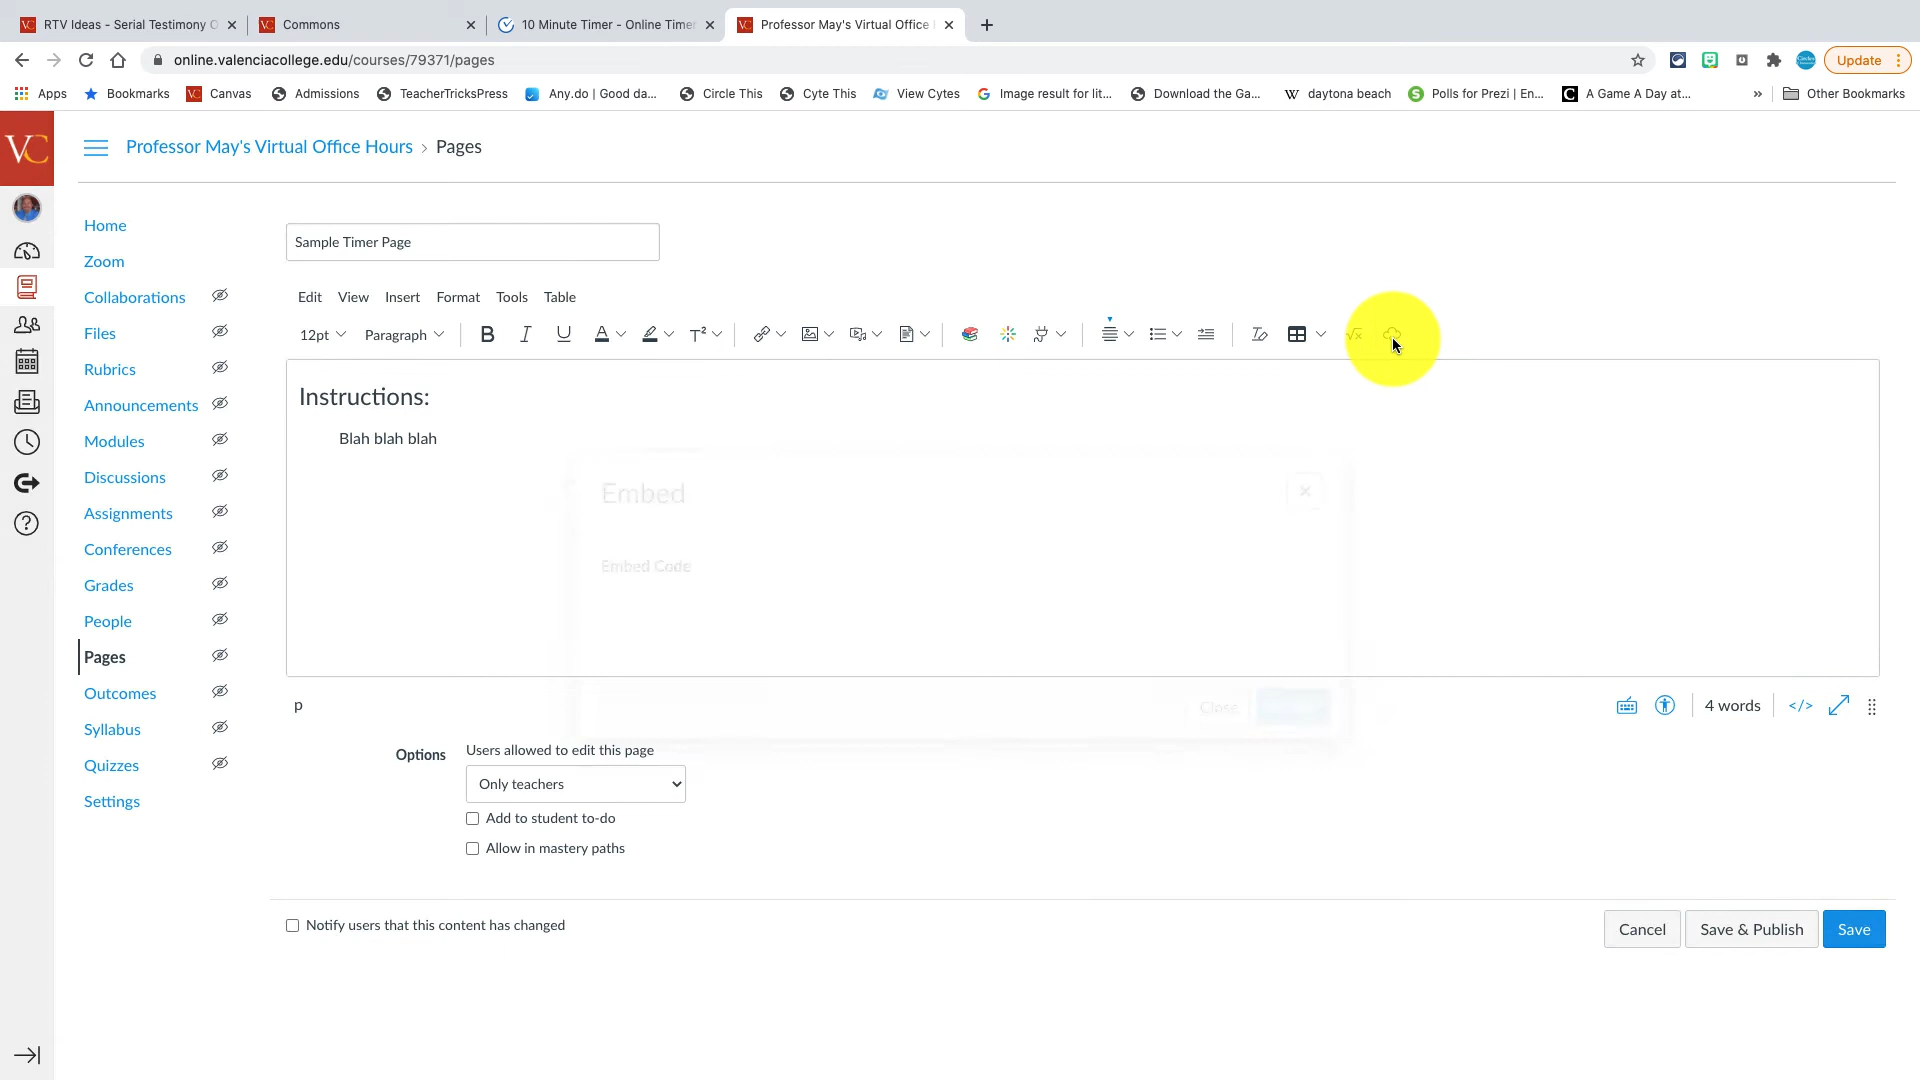 RTV Ideas - Serial Testimony O
Commons
10 Minute Timer - Online Timer
Professor May's Virtual Office
online.valenciacollege.edu/courses/79371/pages
Update
Apps
Bookmarks
Canvas
Admissions
TeacherTricksPress
Any.do | Good da...
Circle This
Cyte This
View Cytes
Image result for lit...
Download the Ga...
daytona beach
Polls for Prezi | En...
A Game A Day at...
»
Other Bookmarks
VC
Professor May's Virtual Office Hours › Pages
Home
Zoom
Collaborations
Files
Rubrics
Announcements
Modules
Discussions
Assignments
Conferences
Grades
People
Pages
Outcomes
Syllabus
Quizzes
Settings
Sample Timer Page
Edit View Insert Format Tools Table
12pt Paragraph B I U A T²
Instructions:
Blah blah blah
Embed
Embed Code
Close
p
4 words </>
Options
Users allowed to edit this page
Only teachers
Add to student to-do
Allow in mastery paths
Notify users that this content has changed
Cancel
Save & Publish
Save